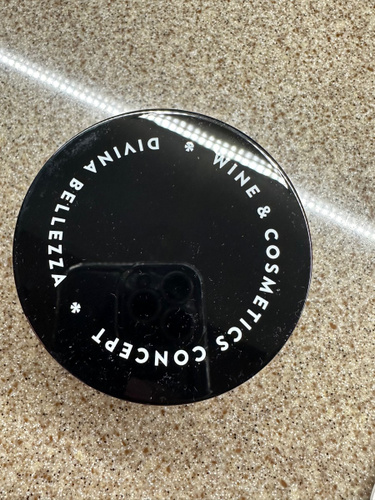 DIVINA BELLEZZA * WINE & COSMETICS CONCEPT *